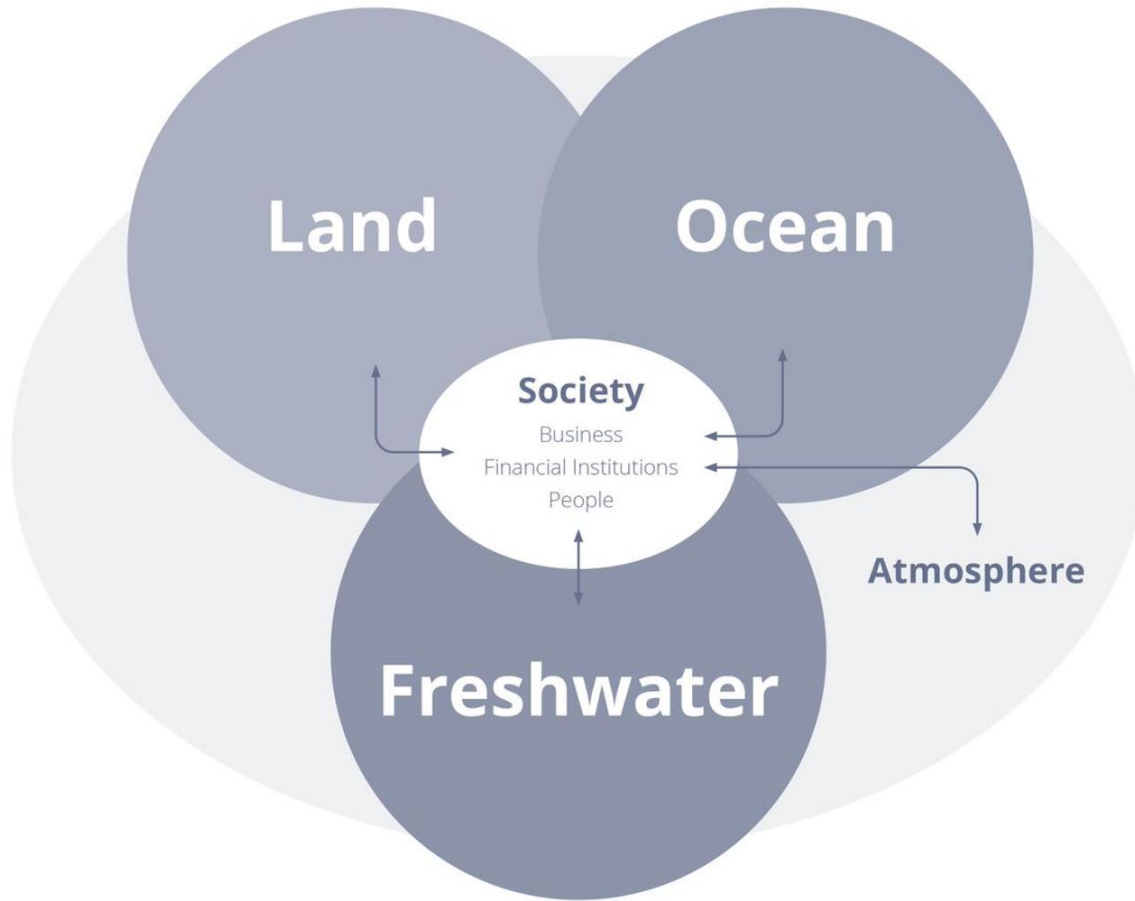 Land
Ocean
Society
Business
Financial Institutions
People
Atmosphere
Freshwater